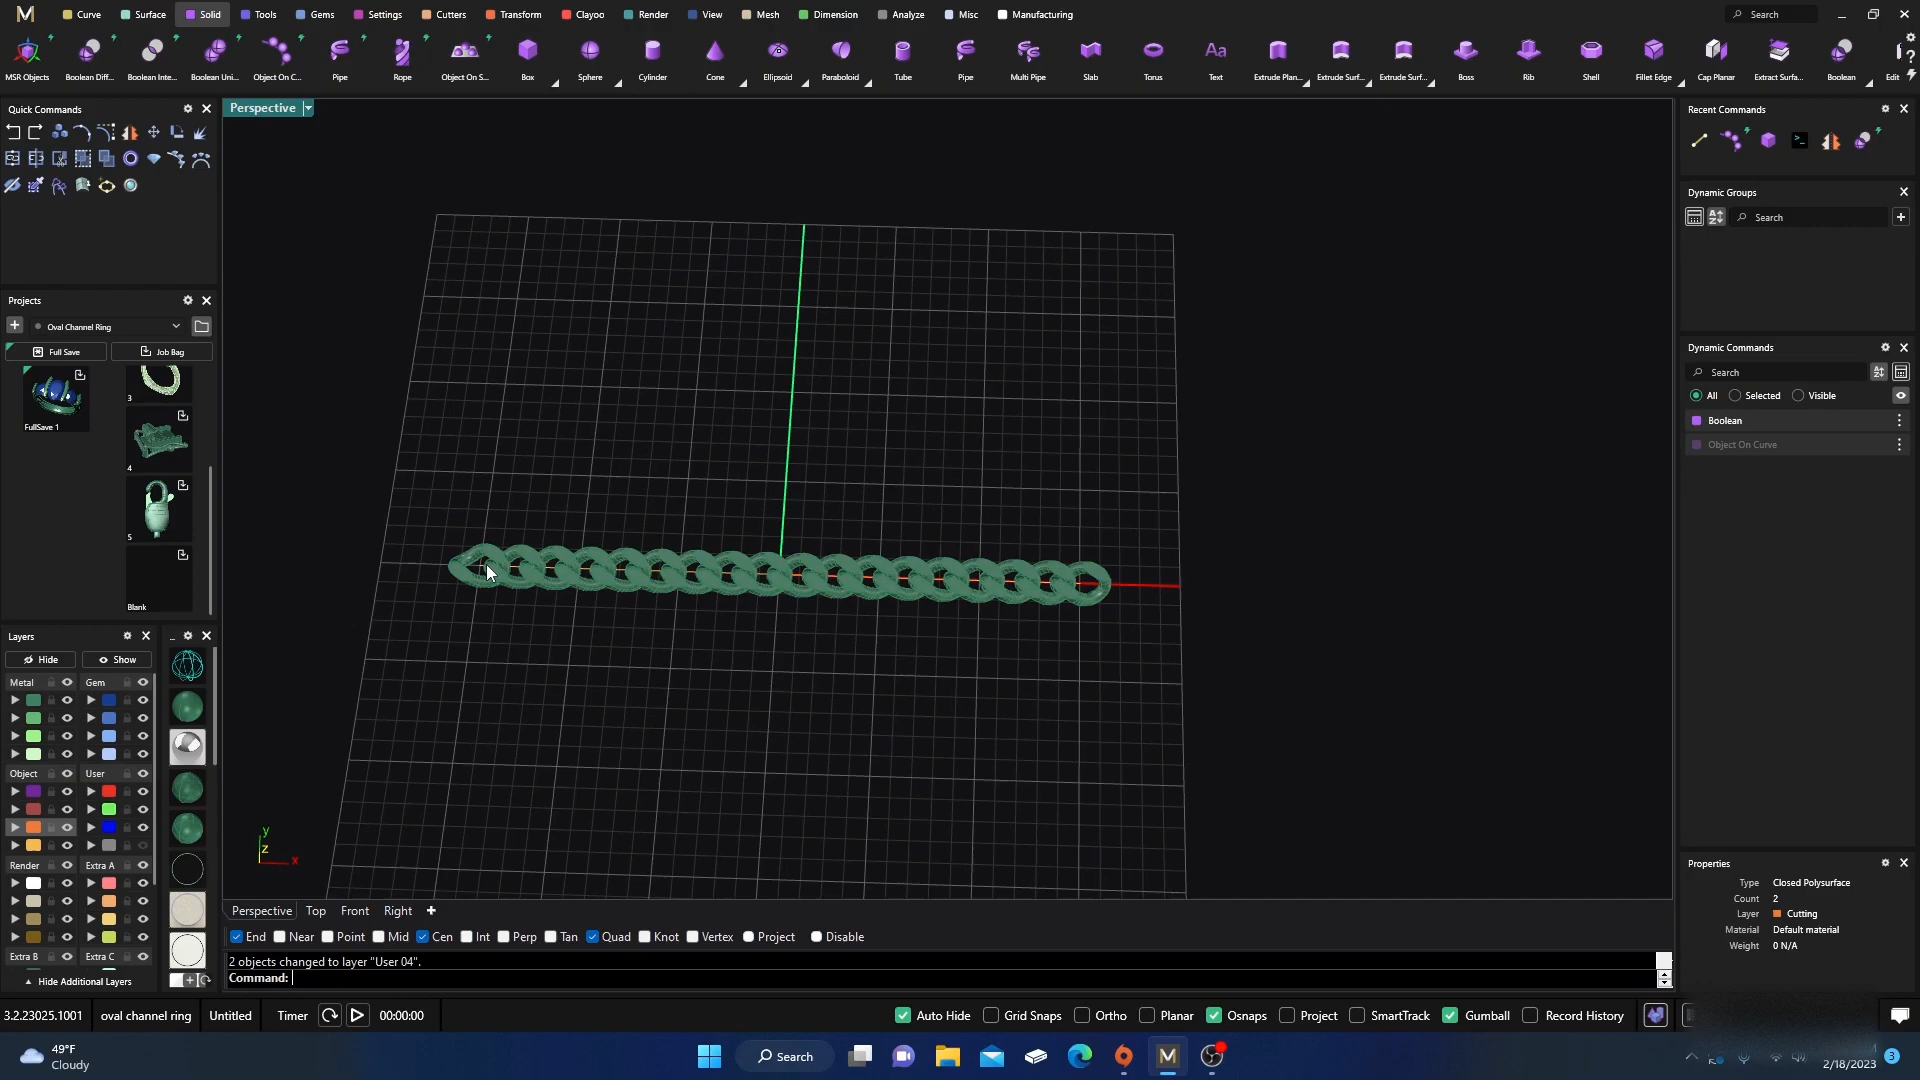 M Curve Surface Solid Tools Gems Settings Cutters Transform Clayoo Render View Mesh Dimension Analyze Misc Manufacturing Search
MSR Objects Boolean Diff... Boolean Inte... Boolean Uni... Object On C... Pipe Rope Object On S... Box Sphere Cylinder Cone Ellipsoid Paraboloid Tube Pipe Multi Pipe Slab Torus Text Extrude Plan... Extrude Surf... Extrude Surf... Boss Rib Shell Fillet Edge Cap Planar Extract Surfa... Boolean Edit
Quick Commands
Projects
Oval Channel Ring
Full Save Job Bag
FullSave 1
3
4
5
Blank
Layers
Hide Show
Metal Gem
Object User
Render Extra A
Extra B Extra C
Hide Additional Layers
Perspective
y
z
x
Perspective Top Front Right
End Near Point Mid Cen Int Perp Tan Quad Knot Vertex Project Disable
2 objects changed to layer "User 04".
Command:
Recent Commands
Dynamic Groups
Search
Dynamic Commands
Search
All Selected Visible
Boolean
Object On Curve
Properties
Type Closed Polysurface
Count 2
Layer Cutting
Material Default material
Weight 0 N/A
3.2.23025.1001 oval channel ring Untitled Timer 00:00:00 Auto Hide Grid Snaps Ortho Planar Osnaps Project SmartTrack Gumball Record History
49°F
Cloudy
Search
2/18/2023
3